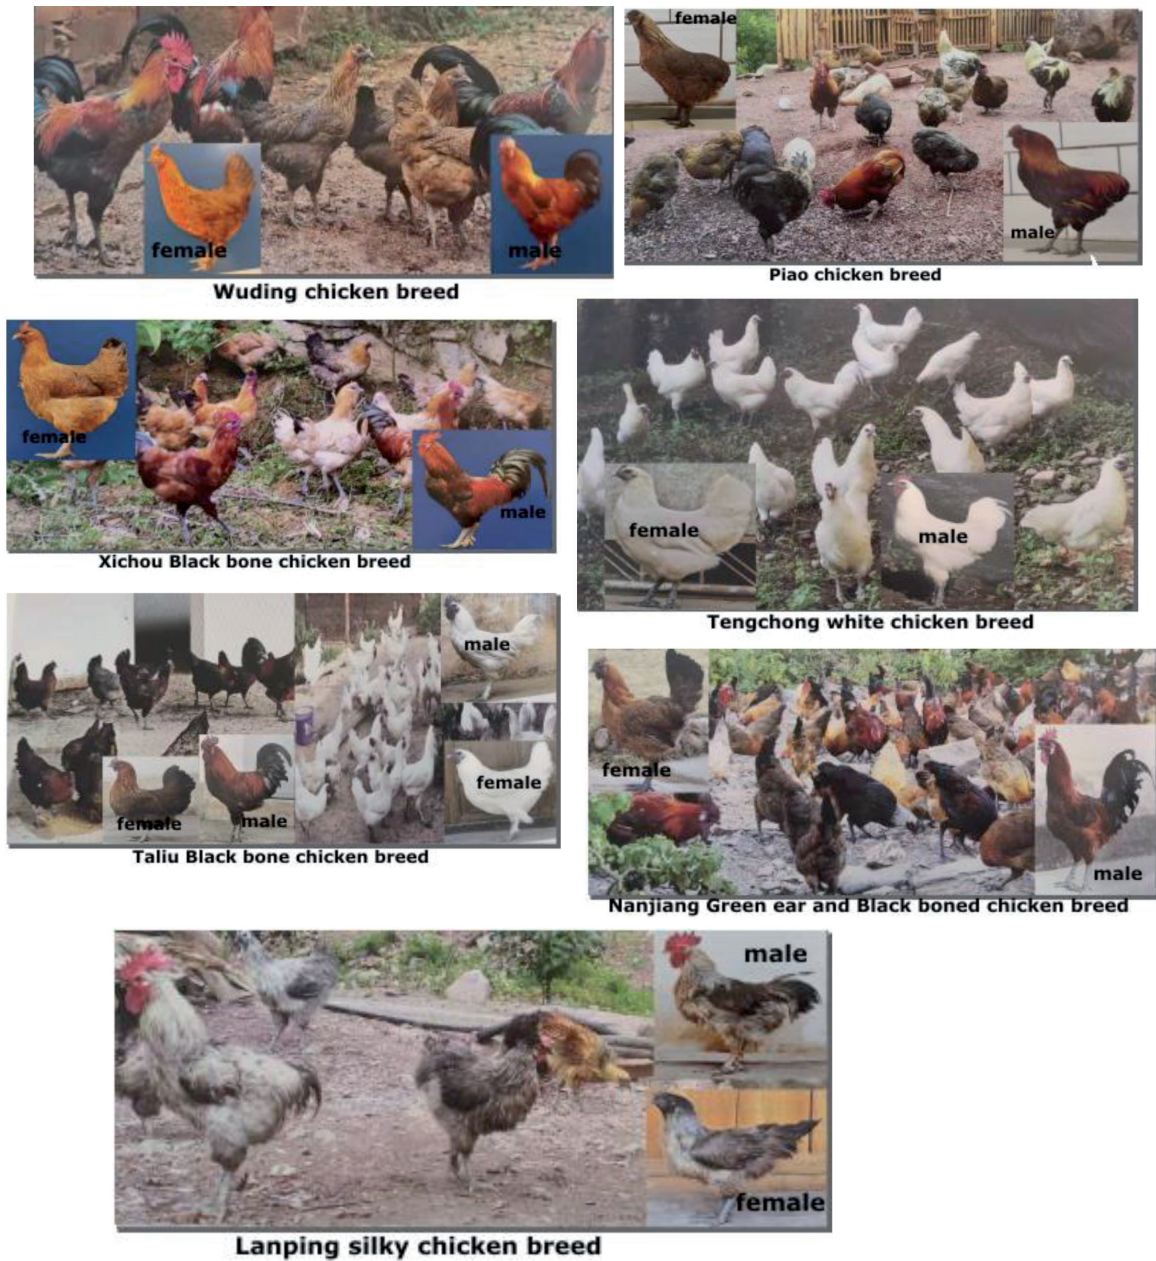 female
male
Wuding chicken breed
female
male
Piao chicken breed
female
male
Xichou Black bone chicken breed
female
male
Tengchong white chicken breed
male
female
female
male
Taliu Black bone chicken breed
female
male
Nanjiang Green ear and Black boned chicken breed
male
female
Lanping silky chicken breed